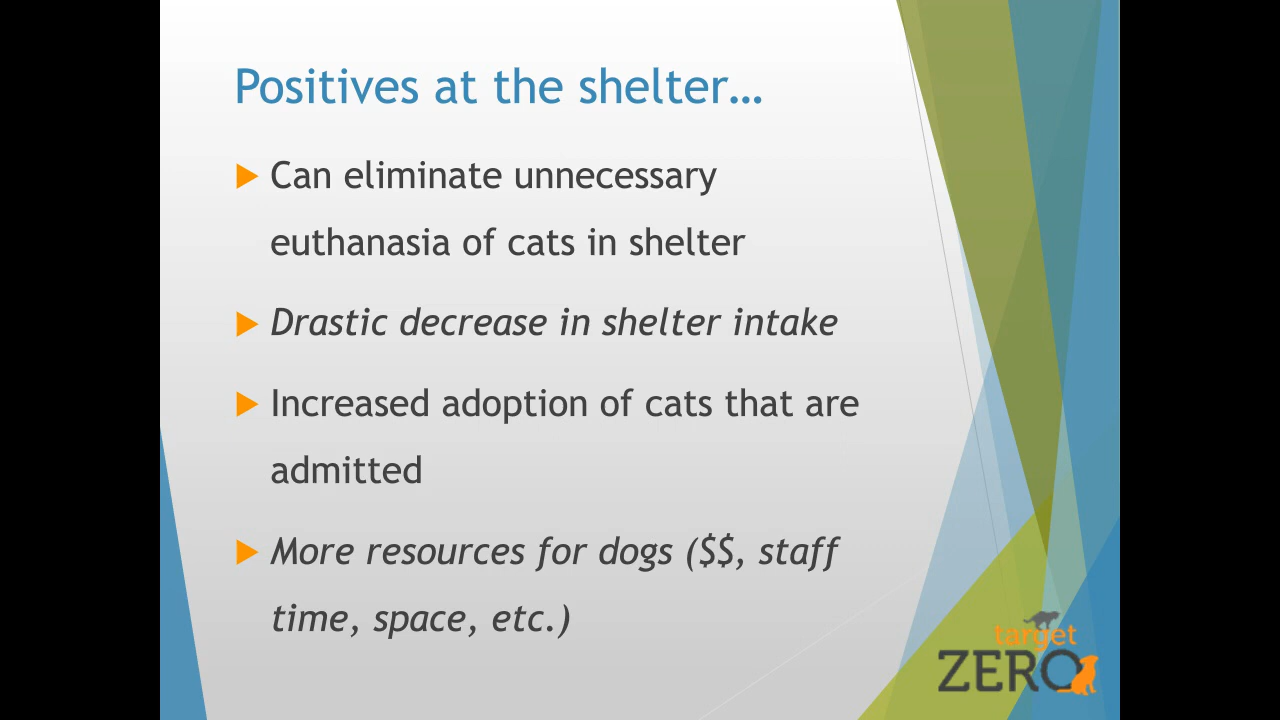 Positives at the shelter…
Can eliminate unnecessary
euthanasia of cats in shelter
Drastic decrease in shelter intake
Increased adoption of cats that are
admitted
More resources for dogs ($$, staff
time, space, etc.)
target
ZERO